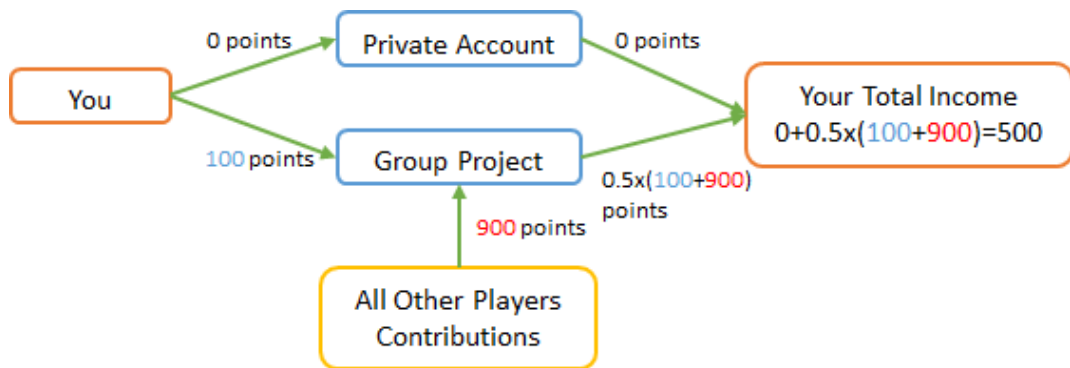 0 points
Private Account
0 points
You
Your Total Income
0+0.5x(100+900)=500
100 points
Group Project
0.5x(100+900)
points
900 points
All Other Players
Contributions